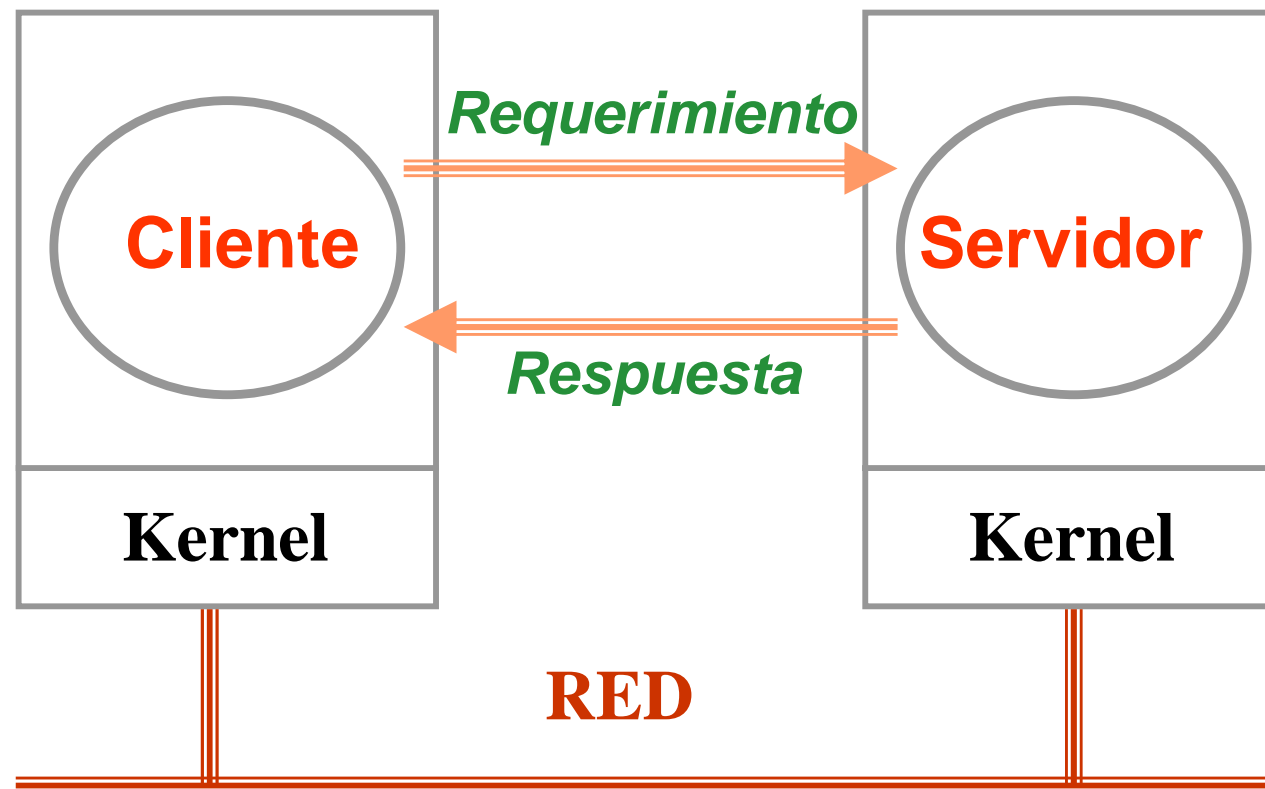 Requerimiento
Cliente
Servidor
Respuesta
Kernel
Kernel
RED